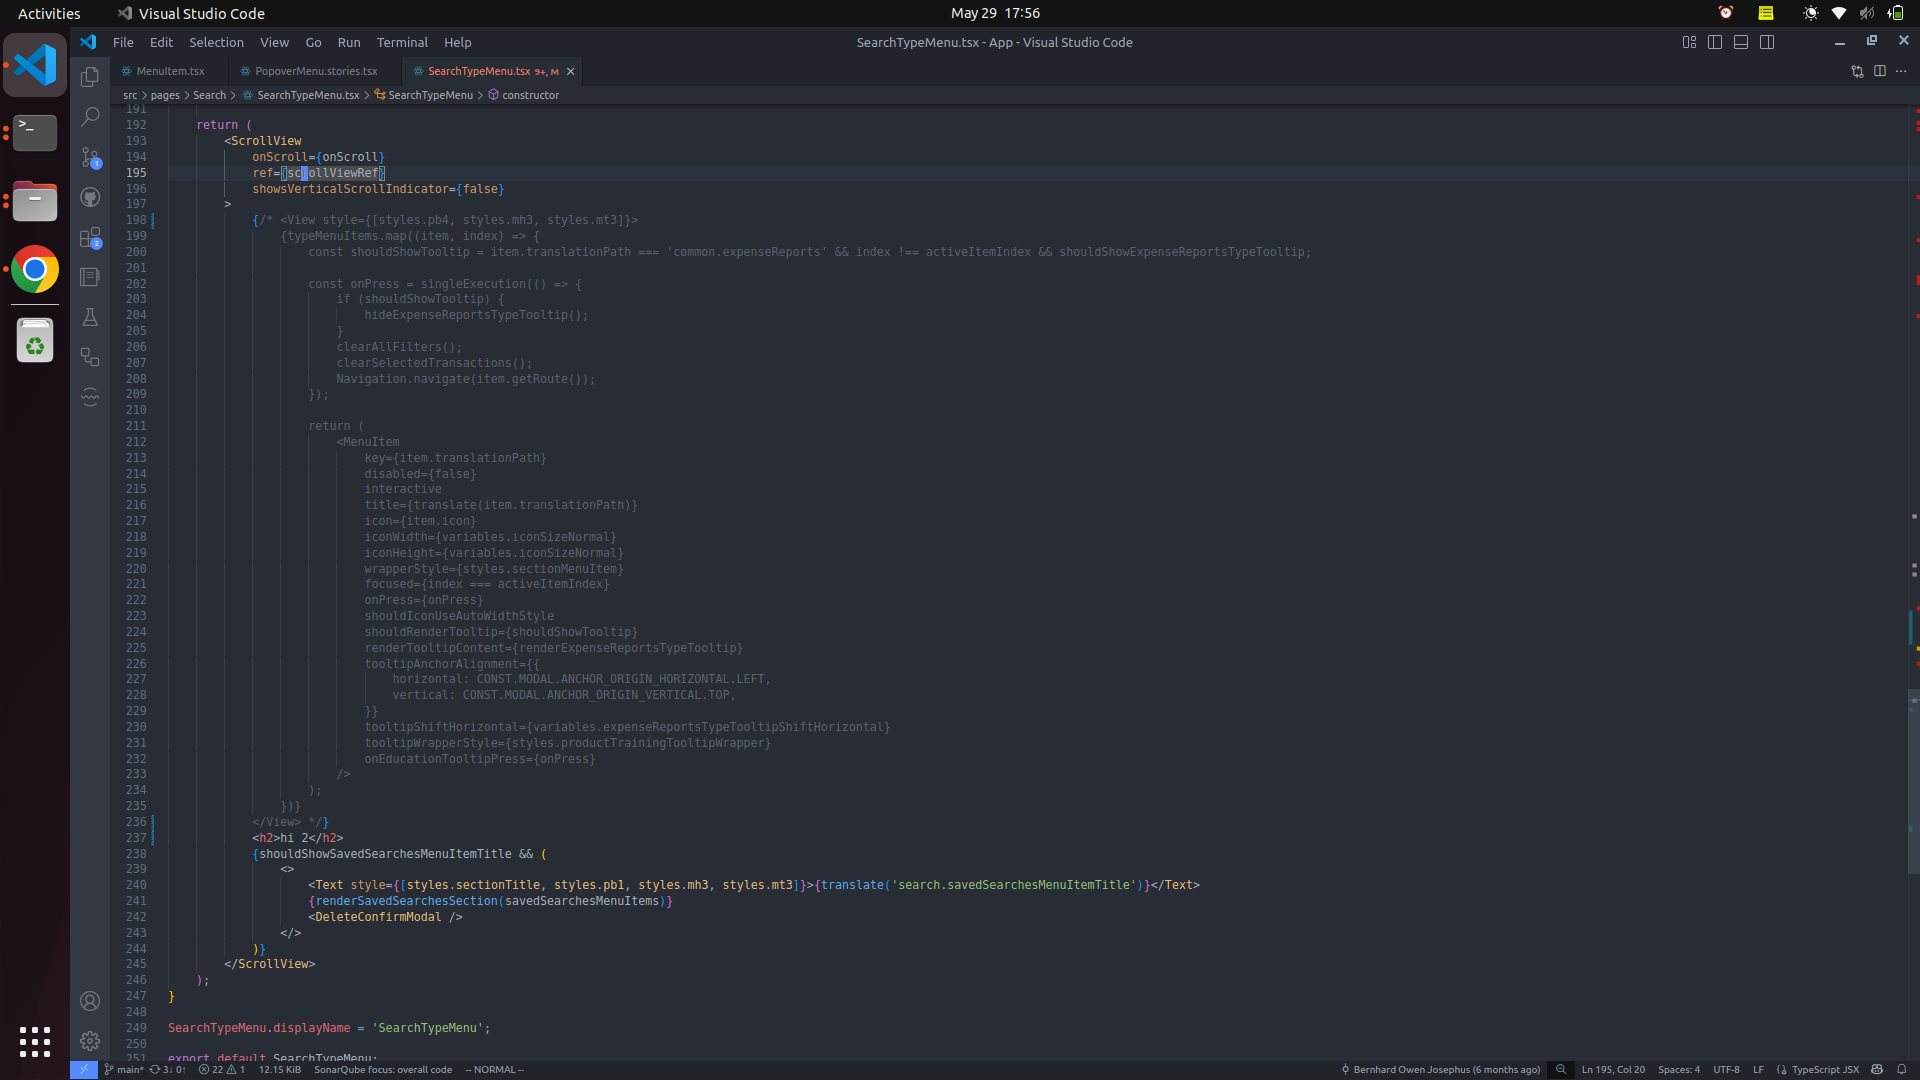 Activities
Visual Studio Code
May 29 17:56
File Edit Selection View Go Run Terminal Help
SearchTypeMenu.tsx - App - Visual Studio Code
MenuItem.tsx
PopoverMenu.stories.tsx
SearchTypeMenu.tsx 9+, M
src > pages > Search > SearchTypeMenu.tsx > SearchTypeMenu > constructor
191
192 return (
193 <ScrollView
194 onScroll={onScroll}
195 ref={scrollViewRef}
196 showsVerticalScrollIndicator={false}
197 >
198 {/* <View style={[styles.pb4, styles.mh3, styles.mt3]}>
199 {typeMenuItems.map((item, index) => {
200 const shouldShowTooltip = item.translationPath === 'common.expenseReports' && index !== activeItemIndex && shouldShowExpenseReportsTypeTooltip;
201
202 const onPress = singleExecution(() => {
203 if (shouldShowTooltip) {
204 hideExpenseReportsTypeTooltip();
205 }
206 clearAllFilters();
207 clearSelectedTransactions();
208 Navigation.navigate(item.getRoute());
209 });
210
211 return (
212 <MenuItem
213 key={item.translationPath}
214 disabled={false}
215 interactive
216 title={translate(item.translationPath)}
217 icon={item.icon}
218 iconWidth={variables.iconSizeNormal}
219 iconHeight={variables.iconSizeNormal}
220 wrapperStyle={styles.sectionMenuItem}
221 focused={index === activeItemIndex}
222 onPress={onPress}
223 shouldIconUseAutoWidthStyle
224 shouldRenderTooltip={shouldShowTooltip}
225 renderTooltipContent={renderExpenseReportsTypeTooltip}
226 tooltipAnchorAlignment={{
227 horizontal: CONST.MODAL.ANCHOR_ORIGIN_HORIZONTAL.LEFT,
228 vertical: CONST.MODAL.ANCHOR_ORIGIN_VERTICAL.TOP,
229 }}
230 tooltipShiftHorizontal={variables.expenseReportsTypeTooltipShiftHorizontal}
231 tooltipWrapperStyle={styles.productTrainingTooltipWrapper}
232 onEducationTooltipPress={onPress}
233 />
234 );
235 })}
236 </View> */}
237 <h2>hi 2</h2>
238 {shouldShowSavedSearchesMenuItemTitle && (
239 <>
240 <Text style={[styles.sectionTitle, styles.pb1, styles.mh3, styles.mt3]}>{translate('search.savedSearchesMenuItemTitle')}</Text>
241 {renderSavedSearchesSection(savedSearchesMenuItems)}
242 <DeleteConfirmModal />
243 </>
244 )}
245 </ScrollView>
246 );
247 }
248
249 SearchTypeMenu.displayName = 'SearchTypeMenu';
250
251 export default SearchTypeMenu;
1
2
main* 3↓ 0↑ 22 1 12.15 KiB SonarQube focus: overall code -- NORMAL -- Bernhard Owen Josephus (6 months ago) Ln 195, Col 20 Spaces: 4 UTF-8 LF {} TypeScript JSX